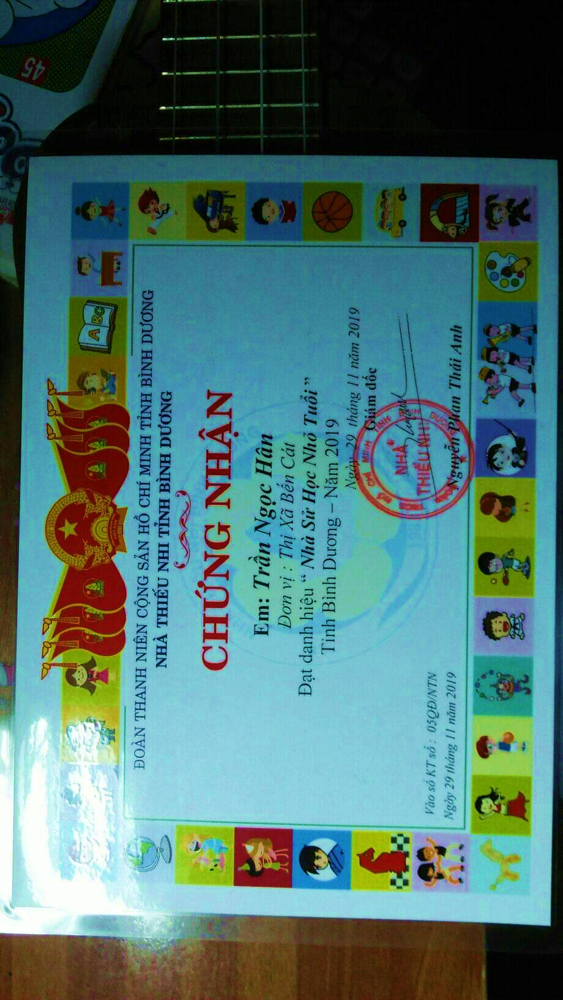 ĐOÀN THANH NIÊN CỘNG SẢN HỒ CHÍ MINH TỈNH BÌNH DƯƠNG
NHÀ THIẾU NHI TỈNH BÌNH DƯƠNG
CHỨNG NHẬN
Em: Trần Ngọc Hân
Đơn vị : Thị Xã Bến Cát
Đạt danh hiệu “ Nhà Sử Học Nhỏ Tuổi ”
Tỉnh Bình Dương – Năm 2019
Ngày 29 tháng 11 năm 2019
Giám đốc
NHÀ
THIẾU NHI
Nguyễn Phan Thái Anh
Vào sổ KT số : 05QĐ/NTN
Ngày 29 tháng 11 năm 2019
ABC
45